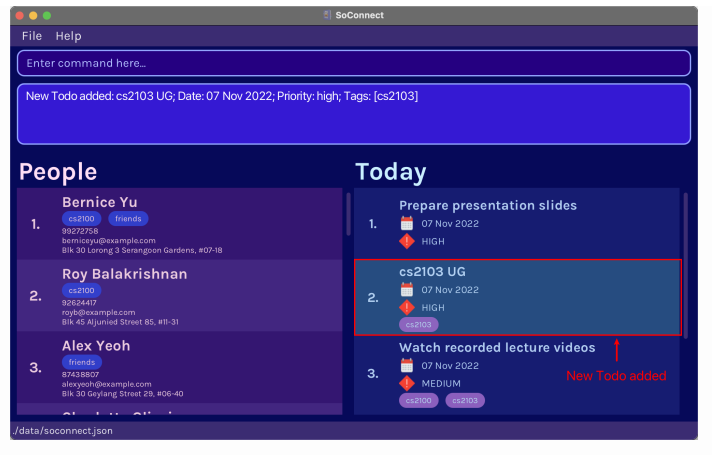 SoConnect
File Help
Enter command here...
New Todo added: cs2103 UG; Date: 07 Nov 2022; Priority: high; Tags: [cs2103]
People
1.
Bernice Yu
cs2100 friends
99272758
berniceyu@example.com
Blk 30 Lorong 3 Serangoon Gardens, #07-18
2.
Roy Balakrishnan
cs2100
92624417
royb@example.com
Blk 45 Aljunied Street 85, #11-31
3.
Alex Yeoh
friends
87438807
alexyeoh@example.com
Blk 30 Geylang Street 29, #06-40
Today
1.
Prepare presentation slides
07 Nov 2022
HIGH
2.
cs2103 UG
07 Nov 2022
HIGH
cs2103
3.
Watch recorded lecture videos
07 Nov 2022
MEDIUM
cs2100 cs2103
New Todo added
./data/soconnect.json